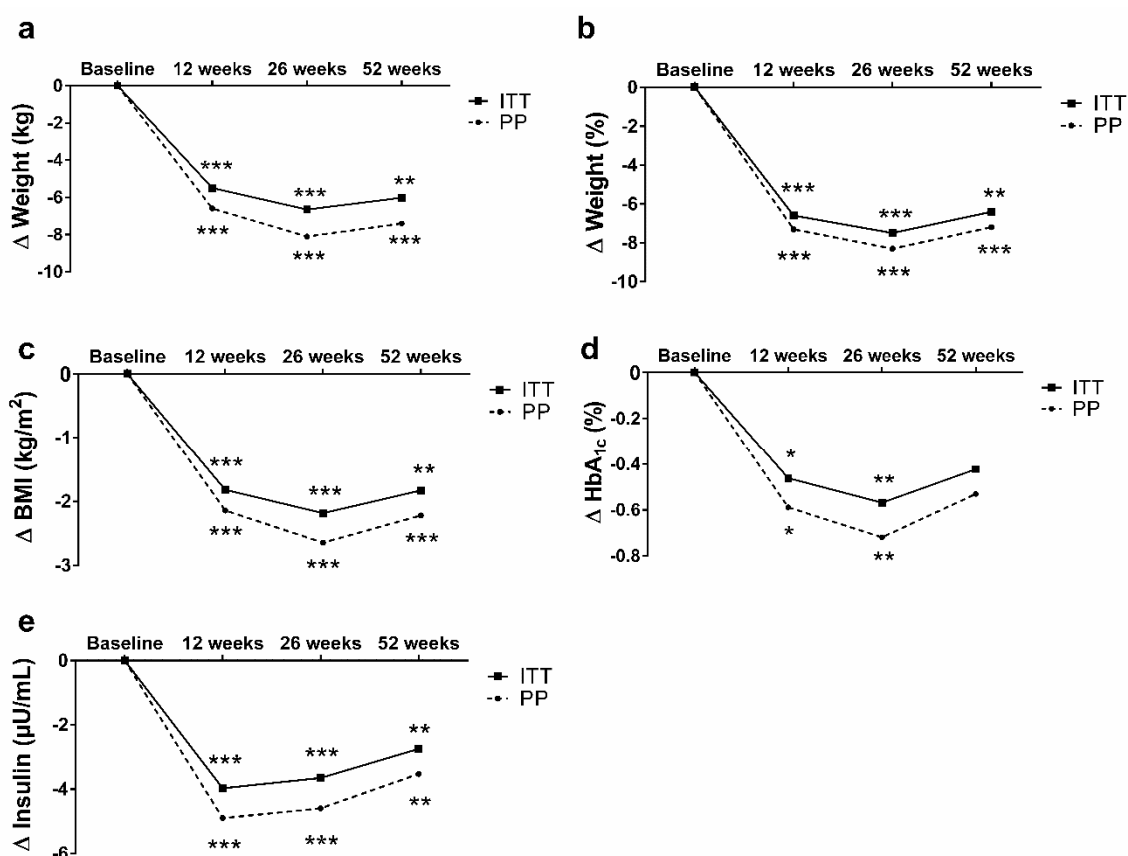 a
Baseline 12 weeks 26 weeks 52 weeks
0
-2
-4
-6
-8
-10
Δ Weight (kg)
ITT
PP
*** *** **
*** *** ***
b
Baseline 12 weeks 26 weeks 52 weeks
0
-2
-4
-6
-8
-10
Δ Weight (%)
ITT
PP
*** *** **
*** *** ***
c
Baseline 12 weeks 26 weeks 52 weeks
0
-1
-2
-3
Δ BMI (kg/m²)
ITT
PP
*** *** **
*** *** ***
d
Baseline 12 weeks 26 weeks 52 weeks
0
-0.2
-0.4
-0.6
-0.8
Δ HbA₁c (%)
ITT
PP
* **
* **
e
Baseline 12 weeks 26 weeks 52 weeks
0
-2
-4
-6
Δ Insulin (µU/mL)
ITT
PP
*** *** **
*** *** **